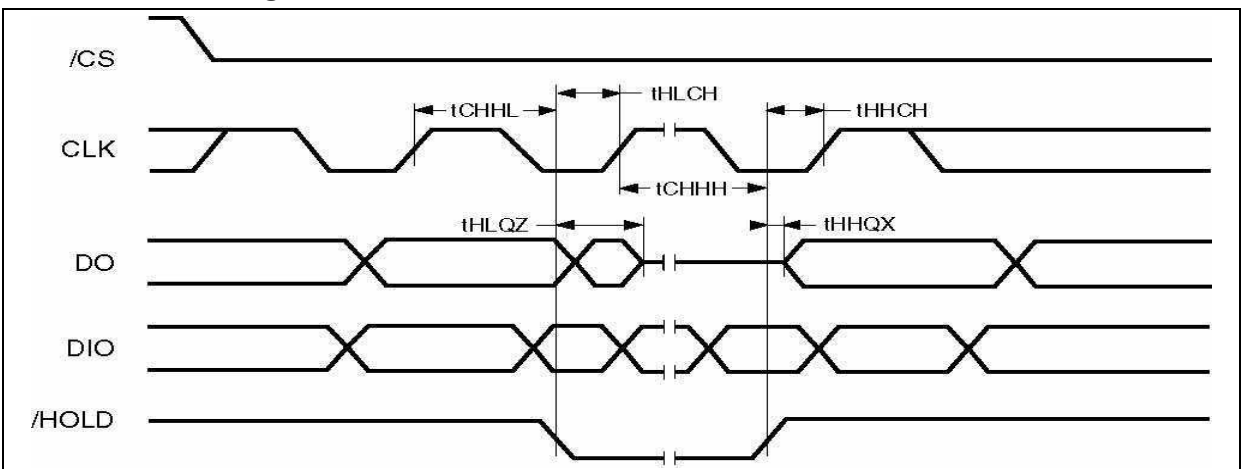 /CS
tHLCH
tCHHL
tHHCH
CLK
tCHHH
tHLQZ
tHHQX
DO
DIO
/HOLD